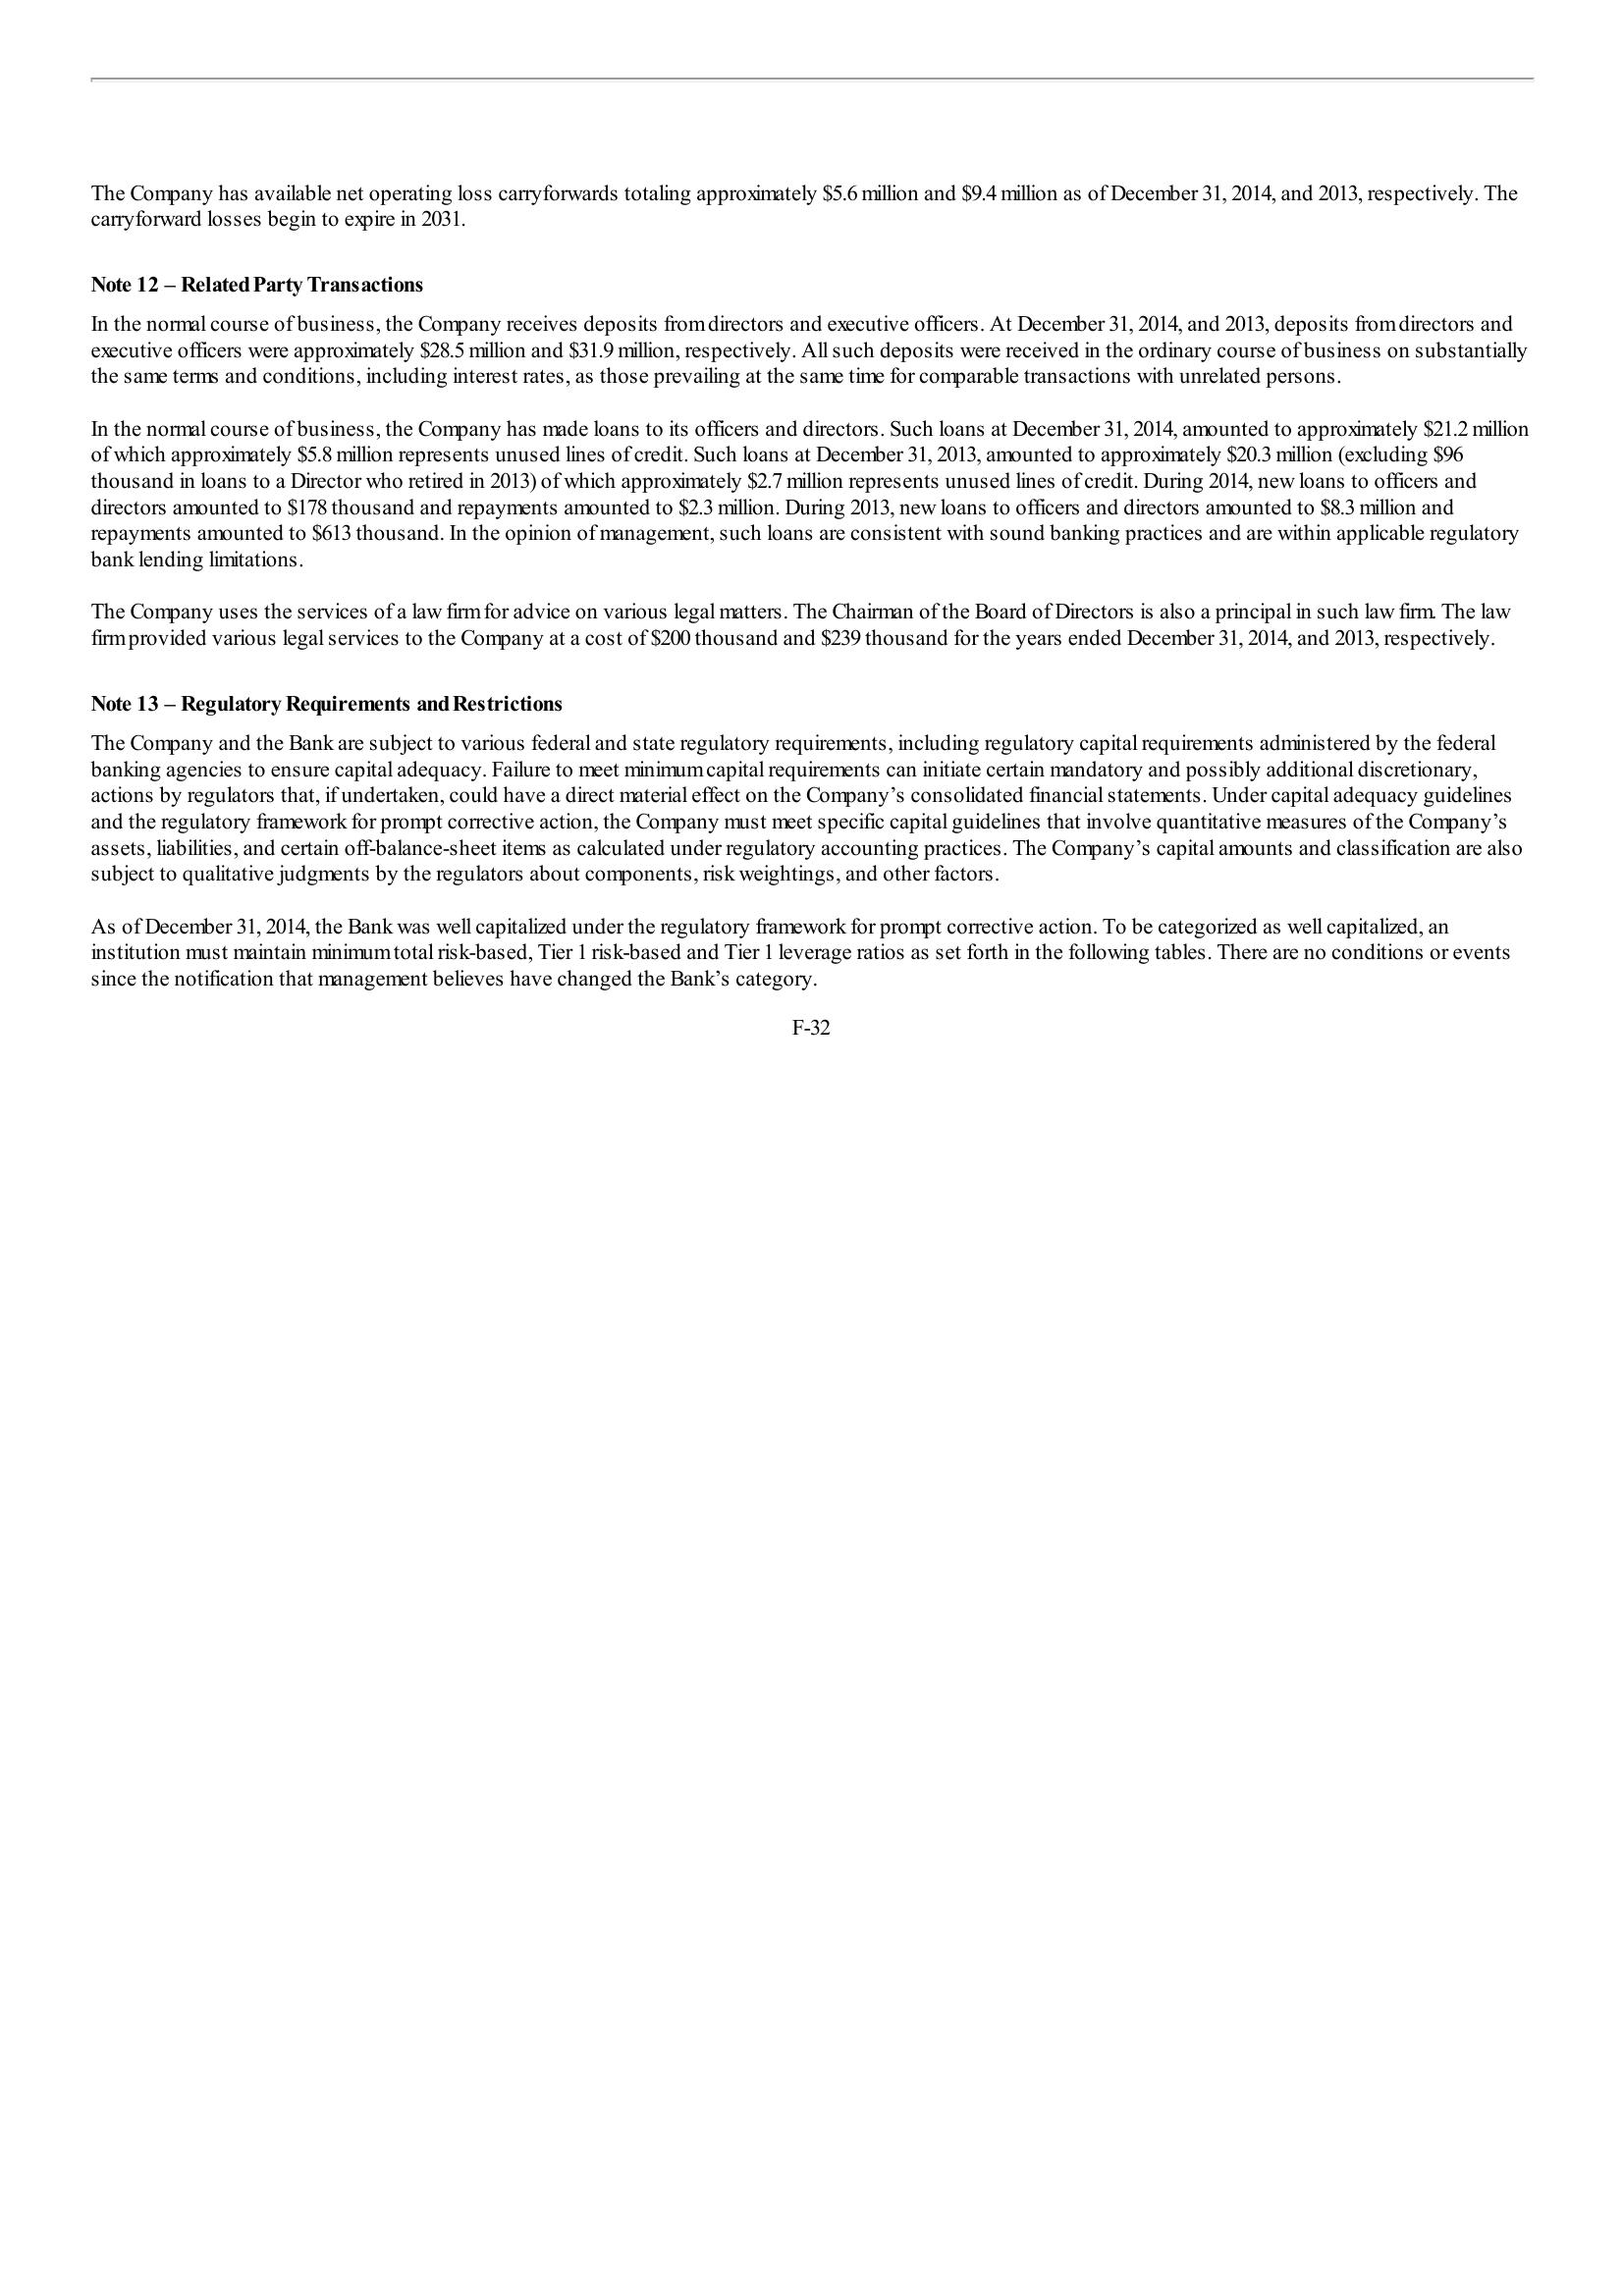 The Company has available net operating loss carryforwards totaling approximately $5.6 million and $9.4 million as of December 31, 2014, and 2013, respectively. The
carryforward losses begin to expire in 2031.
Note 12 – Related Party Transactions
In the normal course of business, the Company receives deposits from directors and executive officers. At December 31, 2014, and 2013, deposits from directors and
executive officers were approximately $28.5 million and $31.9 million, respectively. All such deposits were received in the ordinary course of business on substantially
the same terms and conditions, including interest rates, as those prevailing at the same time for comparable transactions with unrelated persons.
In the normal course of business, the Company has made loans to its officers and directors. Such loans at December 31, 2014, amounted to approximately $21.2 million
of which approximately $5.8 million represents unused lines of credit. Such loans at December 31, 2013, amounted to approximately $20.3 million (excluding $96
thousand in loans to a Director who retired in 2013) of which approximately $2.7 million represents unused lines of credit. During 2014, new loans to officers and
directors amounted to $178 thousand and repayments amounted to $2.3 million. During 2013, new loans to officers and directors amounted to $8.3 million and
repayments amounted to $613 thousand. In the opinion of management, such loans are consistent with sound banking practices and are within applicable regulatory
bank lending limitations.
The Company uses the services of a law firm for advice on various legal matters. The Chairman of the Board of Directors is also a principal in such law firm. The law
firm provided various legal services to the Company at a cost of $200 thousand and $239 thousand for the years ended December 31, 2014, and 2013, respectively.
Note 13 – Regulatory Requirements and Restrictions
The Company and the Bank are subject to various federal and state regulatory requirements, including regulatory capital requirements administered by the federal
banking agencies to ensure capital adequacy. Failure to meet minimum capital requirements can initiate certain mandatory and possibly additional discretionary,
actions by regulators that, if undertaken, could have a direct material effect on the Company’s consolidated financial statements. Under capital adequacy guidelines
and the regulatory framework for prompt corrective action, the Company must meet specific capital guidelines that involve quantitative measures of the Company’s
assets, liabilities, and certain off-balance-sheet items as calculated under regulatory accounting practices. The Company’s capital amounts and classification are also
subject to qualitative judgments by the regulators about components, risk weightings, and other factors.
As of December 31, 2014, the Bank was well capitalized under the regulatory framework for prompt corrective action. To be categorized as well capitalized, an
institution must maintain minimum total risk-based, Tier 1 risk-based and Tier 1 leverage ratios as set forth in the following tables. There are no conditions or events
since the notification that management believes have changed the Bank’s category.
F-32